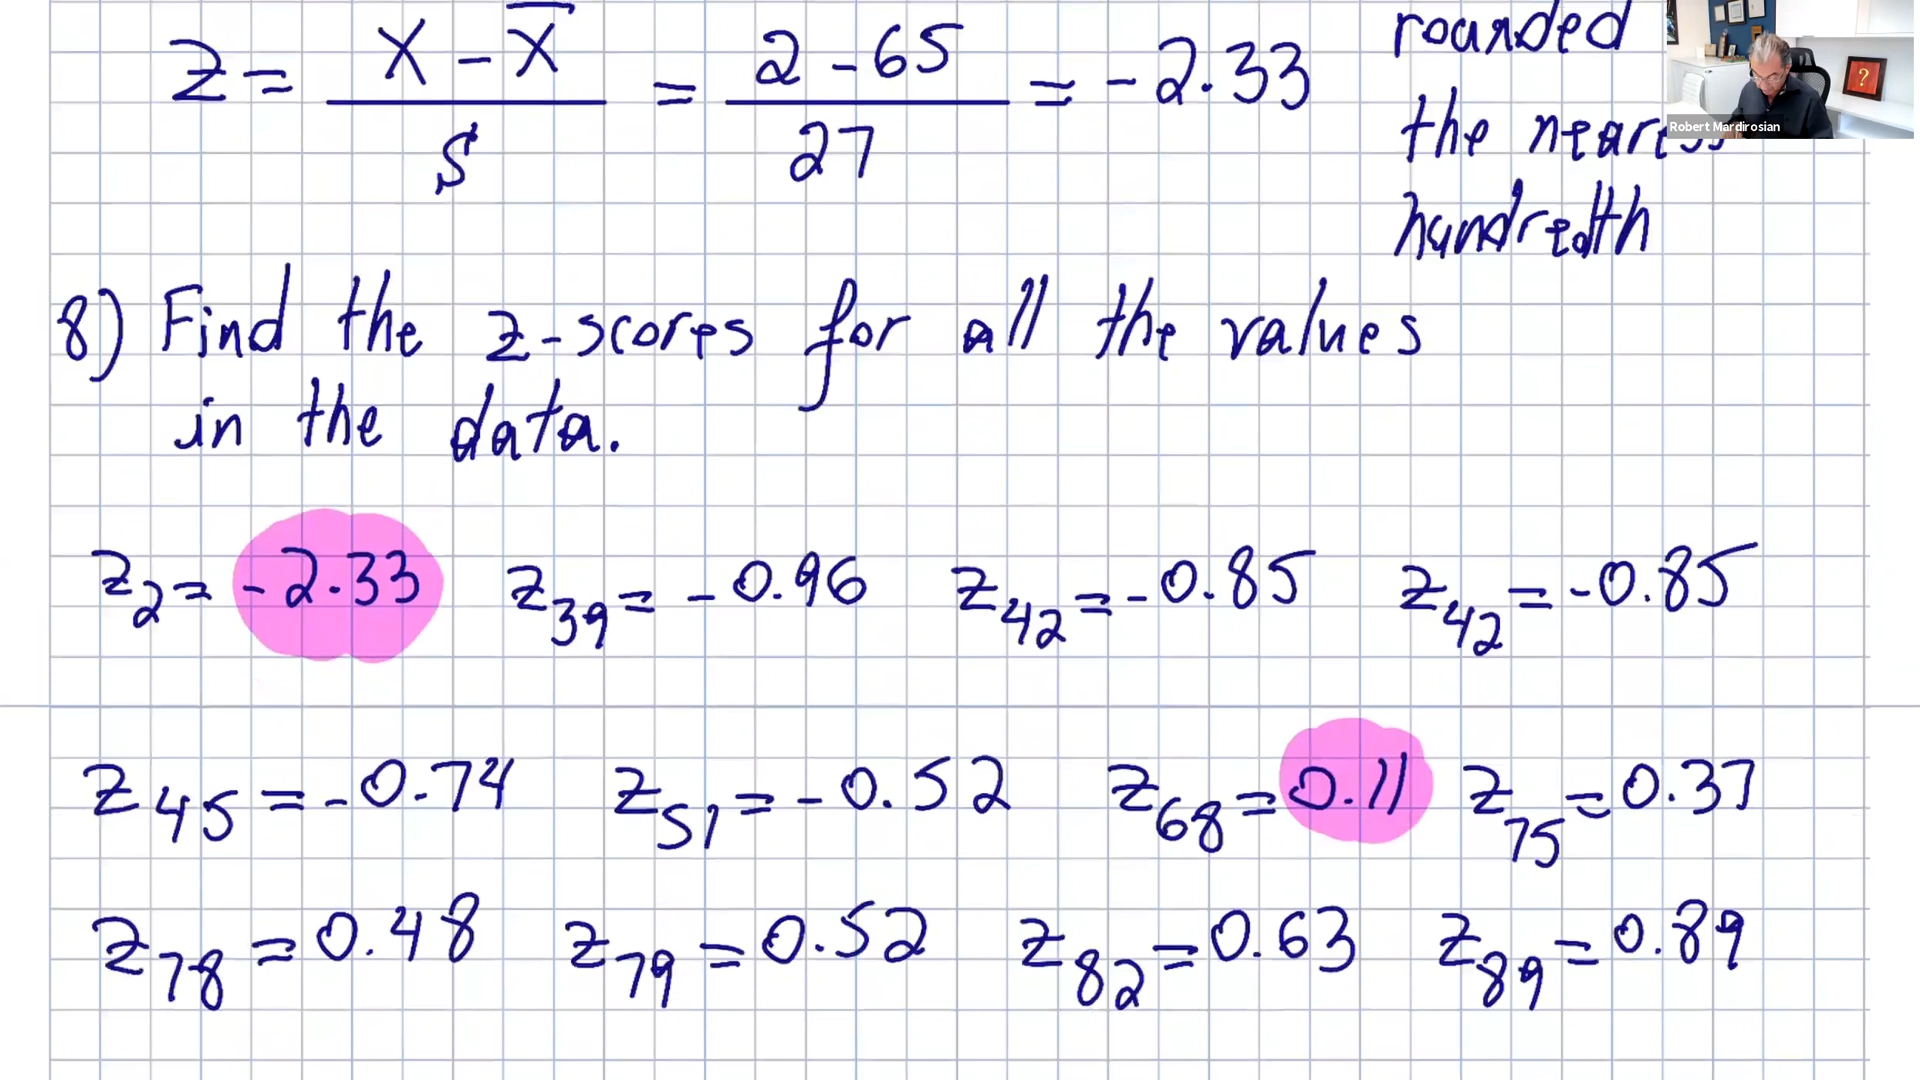 z = (x - x̄)/s = (2 - 65)/27 = -2.33
rounded
the neares
hundredth
Robert Mardirosian
?
8) Find the z-scores for all the values
in the data.
z₂ = -2.33 z₃₉ = -0.96 z₄₂ = -0.85 z₄₂ = -0.85
z₄₅ = -0.74 z₅₁ = -0.52 z₆₈ = 0.11 z₇₅ = 0.37
z₇₈ = 0.48 z₇₉ = 0.52 z₈₂ = 0.63 z₈₉ = 0.89